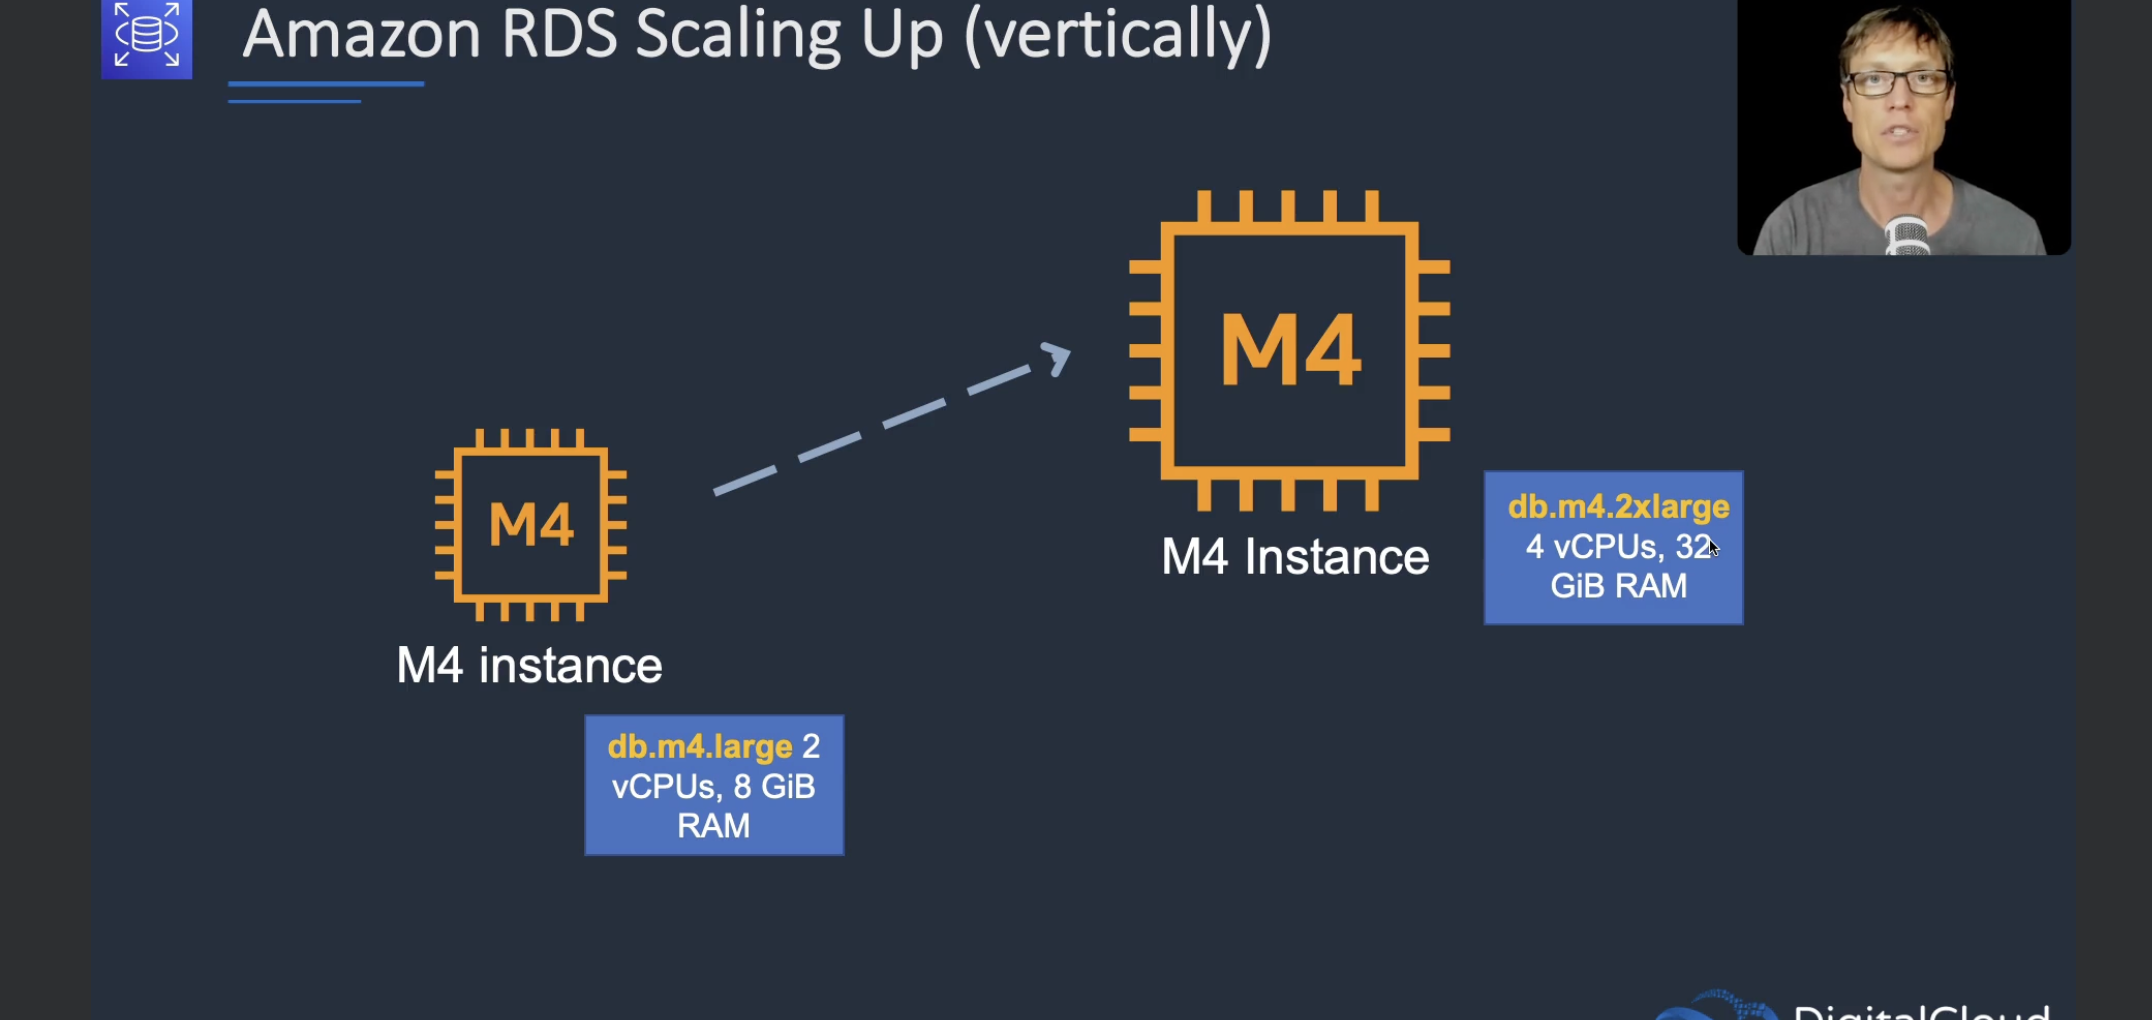 Amazon RDS Scaling Up (vertically)
M4
M4 Instance
db.m4.2xlarge
4 vCPUs, 32
GiB RAM
M4
M4 instance
db.m4.large 2
vCPUs, 8 GiB
RAM
DigitalCloud